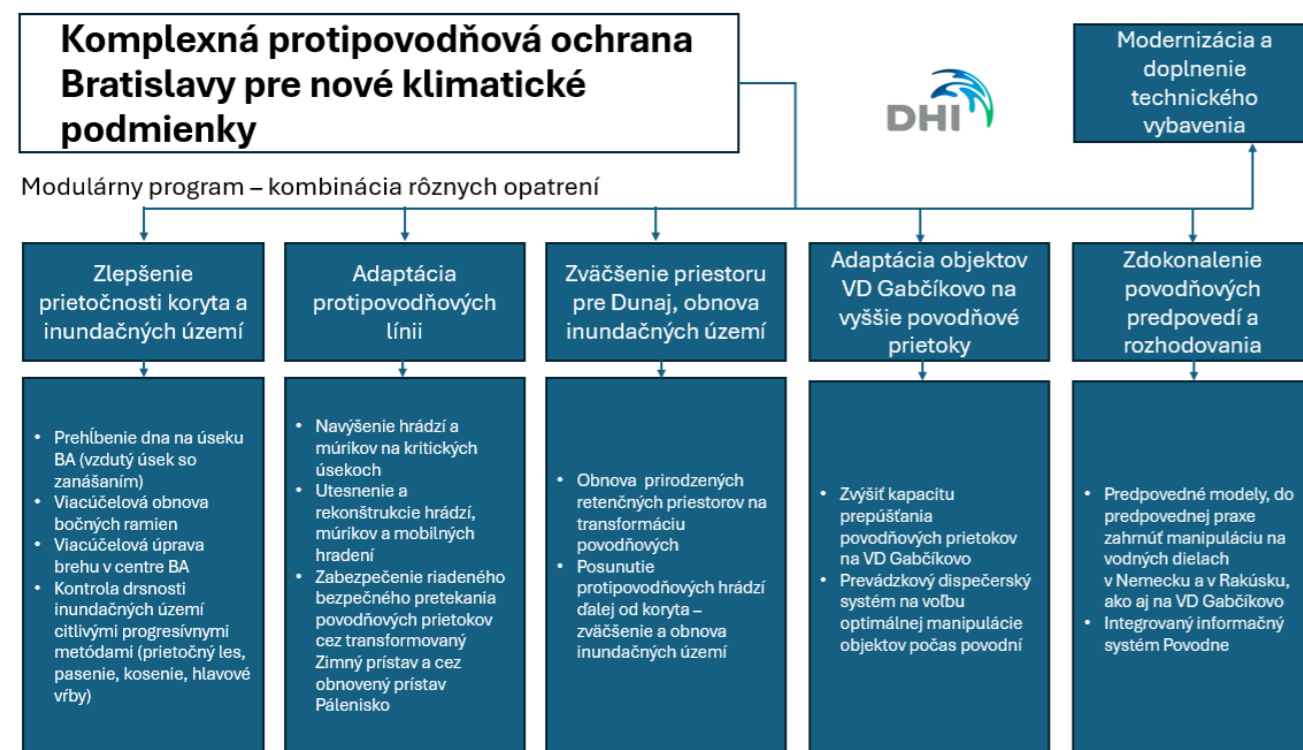 Komplexná protipovodňová ochrana
Bratislavy pre nové klimatické
podmienky
DHI
Modernizácia a
doplnenie
technického
vybavenia
Modulárny program – kombinácia rôznych opatrení
Zlepšenie
prietočnosti koryta a
inundačných území
Adaptácia
protipovodňových
línii
Zväčšenie priestoru
pre Dunaj, obnova
inundačných území
Adaptácia objektov
VD Gabčíkovo na
vyššie povodňové
prietoky
Zdokonalenie
povodňových
predpovedí a
rozhodovania
• Prehĺbenie dna na úseku
BA (vzdutý úsek so
zanášaním)
• Viacúčelová obnova
bočných ramien
• Viacúčelová úprava
brehu v centre BA
• Kontrola drsnosti
inundačných území
citlivými progresívnymi
metódami (prietočný les,
pasenie, kosenie, hlavové
vŕby)
• Navýšenie hrádzí a
múrikov na kritických
úsekoch
• Utesnenie a
rekonštrukcie hrádzí,
múrikov a mobilných
hradení
• Zabezpečenie riadeného
bezpečného pretekania
povodňových prietokov
cez transformovaný
Zimný prístav a cez
obnovený prístav
Pálenisko
• Obnova prirodzených
retenčných priestorov na
transformáciu
povodňových
• Posunutie
protipovodňových hrádzí
ďalej od koryta –
zväčšenie a obnova
inundačných území
• Zvýšiť kapacitu
prepúšťania
povodňových prietokov
na VD Gabčíkovo
• Prevádzkový dispečerský
systém na voľbu
optimálnej manipulácie
objektov počas povodní
• Predpovedné modely, do
predpovednej praxe
zahrnúť manipuláciu na
vodných dielach
v Nemecku a v Rakúsku,
ako aj na VD Gabčíkovo
• Integrovaný informačný
systém Povodne